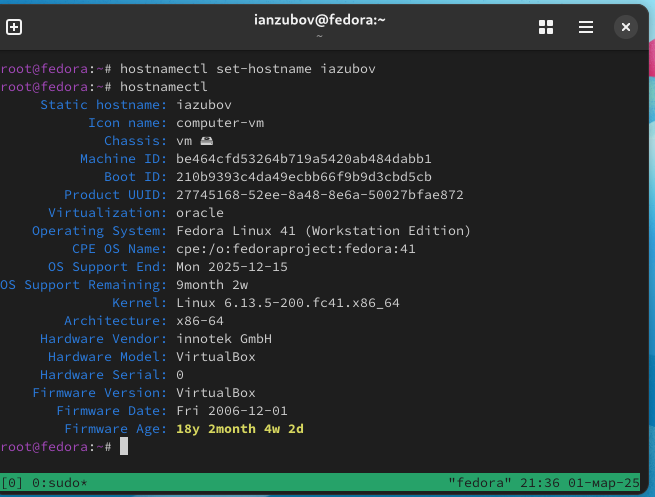 ianzubov@fedora:~
~
root@fedora:~# hostnamectl set-hostname iazubov
root@fedora:~# hostnamectl
Static hostname: iazubov
Icon name: computer-vm
Chassis: vm 🖴
Machine ID: be464cfd53264b719a5420ab484dabb1
Boot ID: 210b9393c4da49ecbb66f9b9d3cbd5cb
Product UUID: 27745168-52ee-8a48-8e6a-50027bfae872
Virtualization: oracle
Operating System: Fedora Linux 41 (Workstation Edition)
CPE OS Name: cpe:/o:fedoraproject:fedora:41
OS Support End: Mon 2025-12-15
OS Support Remaining: 9month 2w
Kernel: Linux 6.13.5-200.fc41.x86_64
Architecture: x86-64
Hardware Vendor: innotek GmbH
Hardware Model: VirtualBox
Hardware Serial: 0
Firmware Version: VirtualBox
Firmware Date: Fri 2006-12-01
Firmware Age: 18y 2month 4w 2d
root@fedora:~#
[0] 0:sudo* "fedora" 21:36 01-мар-25